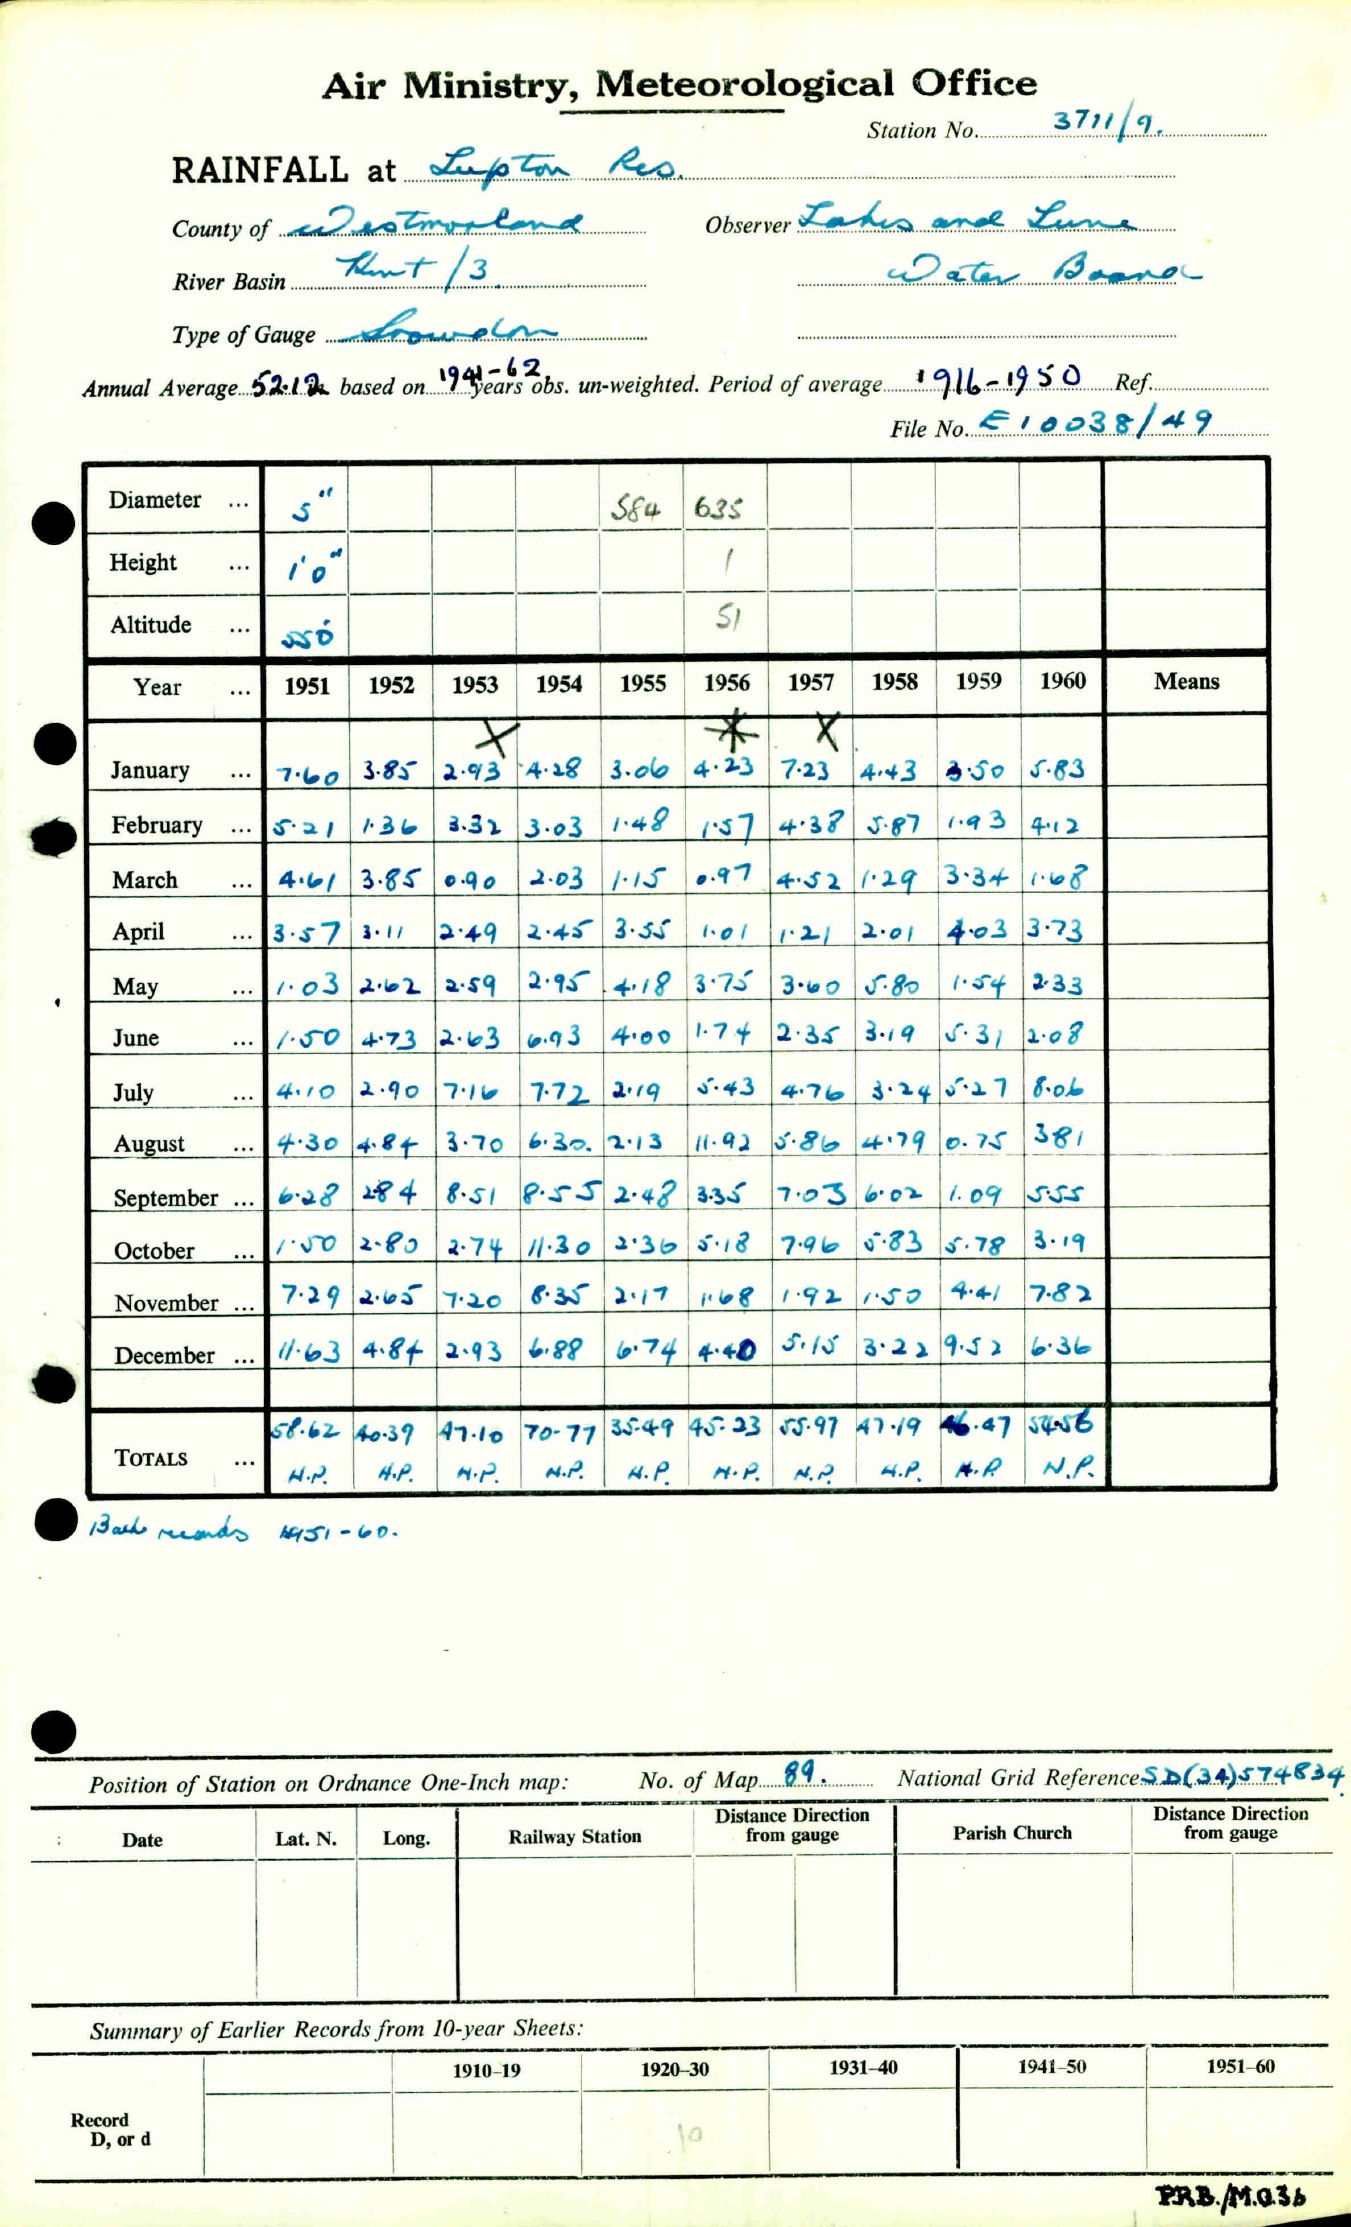 Air Ministry, Meteorological Office
Station No. 3711/9.
RAINFALL at Lupton Res.
County of Westmorland Observer Lakes and Lune
River Basin Kent /3. Water Board
Type of Gauge Snowdon
Annual Average 52.12 based on 1941-62 years obs. un-weighted. Period of average 1916-1950 Ref.
File No. E10038/49
Diameter ... 5" 584 635
Height ... 1'0" 1
Altitude ... 550' 51
Year ... 1951 1952 1953 1954 1955 1956 1957 1958 1959 1960 Means
X * X
January ... 7.60 3.85 2.93 4.28 3.06 4.23 7.23 4.43 3.50 5.83
February ... 5.21 1.36 3.32 3.03 1.48 1.57 4.38 5.87 1.93 4.12
March ... 4.61 3.85 0.90 2.03 1.15 0.97 4.52 1.29 3.34 1.68
April ... 3.57 3.11 2.49 2.45 3.55 1.01 1.21 2.01 4.03 3.73
May ... 1.03 2.62 2.59 2.95 4.18 3.75 3.60 5.80 1.54 2.33
June ... 1.50 4.73 2.63 6.93 4.00 1.74 2.35 3.19 5.31 2.08
July ... 4.10 2.90 7.16 7.72 2.19 5.43 4.76 3.24 5.27 8.06
August ... 4.30 4.84 3.70 6.30. 2.13 11.92 5.86 4.79 0.75 3.81
September ... 6.28 2.84 8.51 8.55 2.48 3.35 7.03 6.02 1.09 5.55
October ... 1.50 2.80 2.74 11.30 2.36 5.18 7.96 5.83 5.78 3.19
November ... 7.29 2.65 7.20 8.35 2.17 1.68 1.92 1.50 4.41 7.82
December ... 11.63 4.84 2.93 6.88 6.74 4.40 5.15 3.22 9.52 6.36
58.62 40.39 47.10 70.77 35.49 45.23 55.97 47.19 46.47 54.56
TOTALS ... N.P. N.P. N.P. N.P. N.P. N.P. N.P. N.P. N.P. N.P.
Back records 1951-60.
Position of Station on Ordnance One-Inch map: No. of Map 89. National Grid Reference SD(34)574834
Date Lat. N. Long. Railway Station Distance Direction from gauge Parish Church Distance Direction from gauge
Summary of Earlier Records from 10-year Sheets:
1910–19 1920–30 1931–40 1941–50 1951–60
Record
D, or d
10
P.R.B./M.O.36